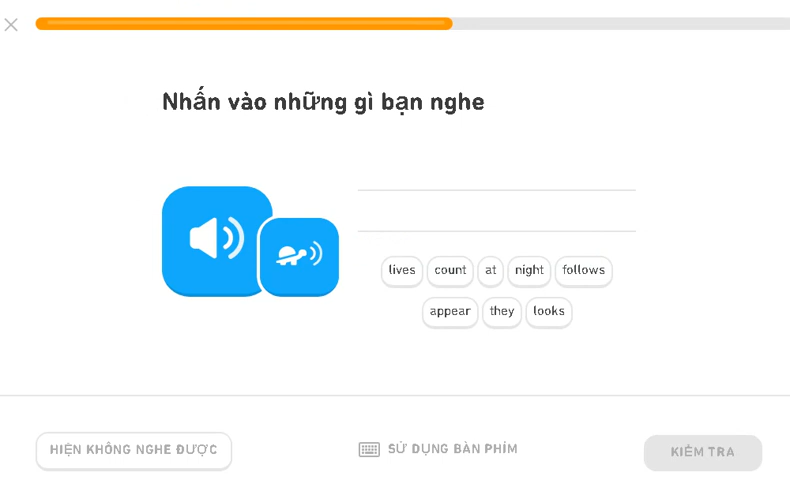 Nhấn vào những gì bạn nghe
lives count at night follows
appear they looks
HIỆN KHÔNG NGHE ĐƯỢC
SỬ DỤNG BÀN PHÍM
KIỂM TRA